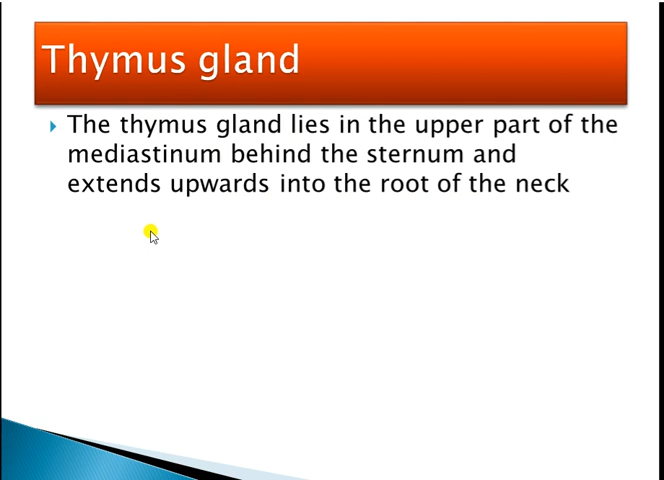 Thymus gland
The thymus gland lies in the upper part of the
mediastinum behind the sternum and
extends upwards into the root of the neck